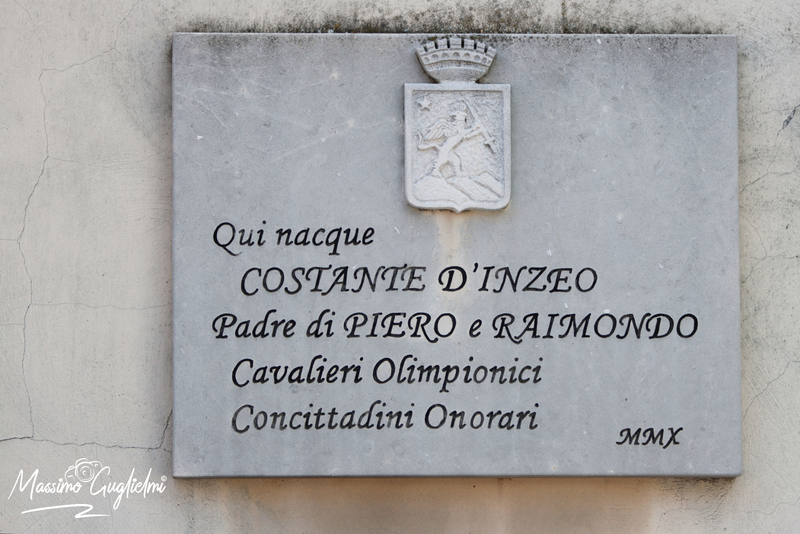 Qui nacque
COSTANTE D'INZEO
Padre di PIERO e RAIMONDO
Cavalieri Olimpionici
Concittadini Onorari
MMX
Massimo Guglielmi